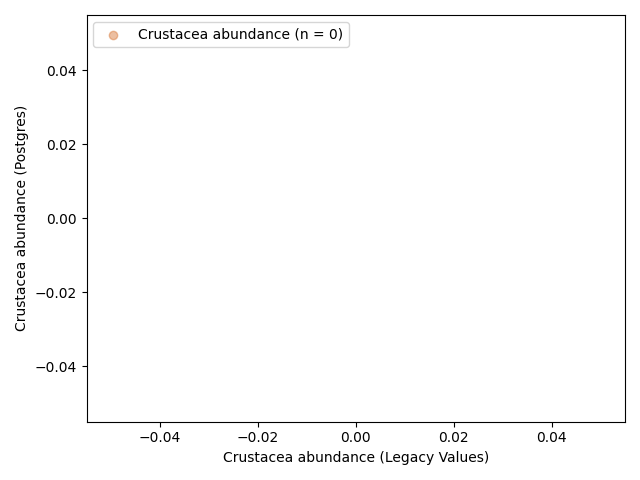 Crustacea abundance (n = 0)
0.04
0.02
0.00
−0.02
−0.04
Crustacea abundance (Postgres)
−0.04 −0.02 0.00 0.02 0.04
Crustacea abundance (Legacy Values)